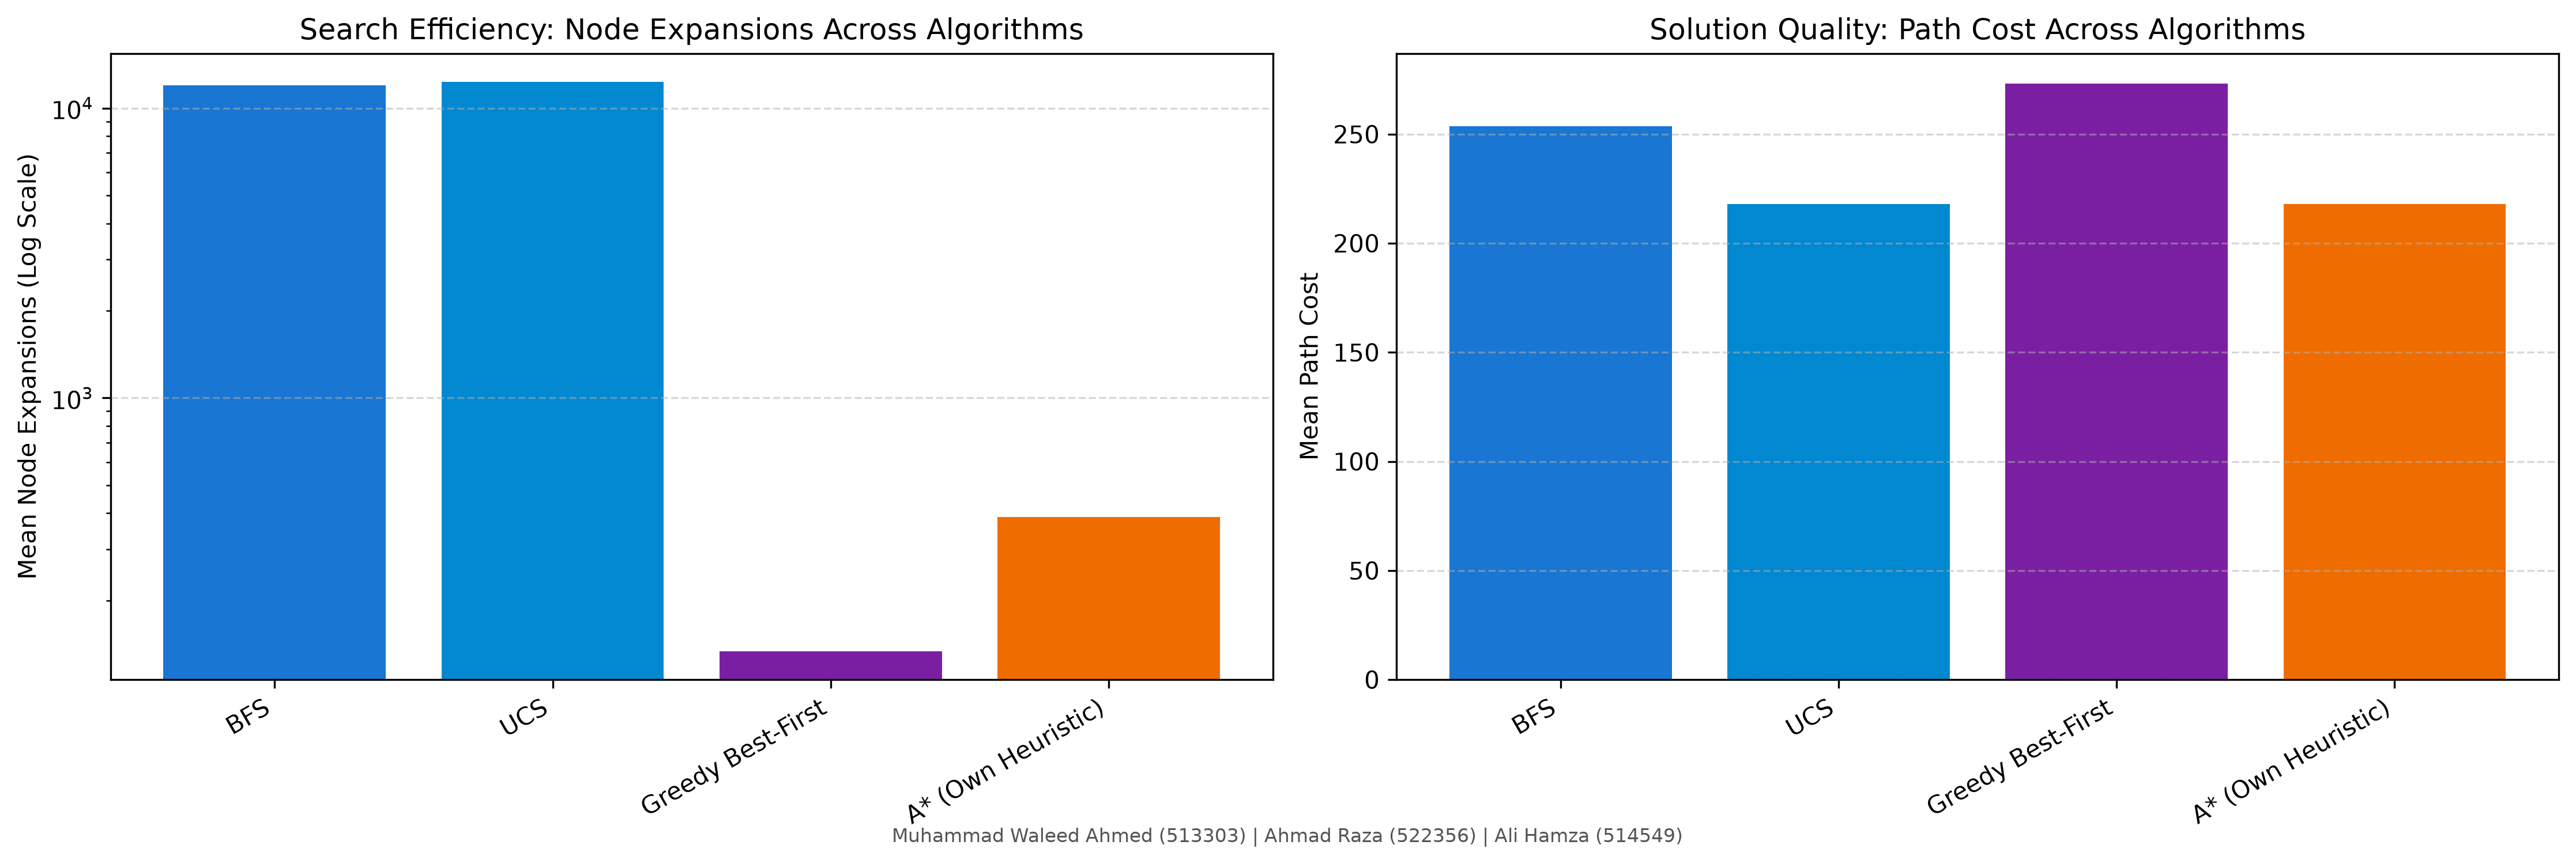 Search Efficiency: Node Expansions Across Algorithms
Mean Node Expansions (Log Scale)
10⁴
10³
BFS
UCS
Greedy Best-First
A* (Own Heuristic)
Solution Quality: Path Cost Across Algorithms
Mean Path Cost
250
200
150
100
50
0
BFS
UCS
Greedy Best-First
A* (Own Heuristic)
Muhammad Waleed Ahmed (513303) | Ahmad Raza (522356) | Ali Hamza (514549)